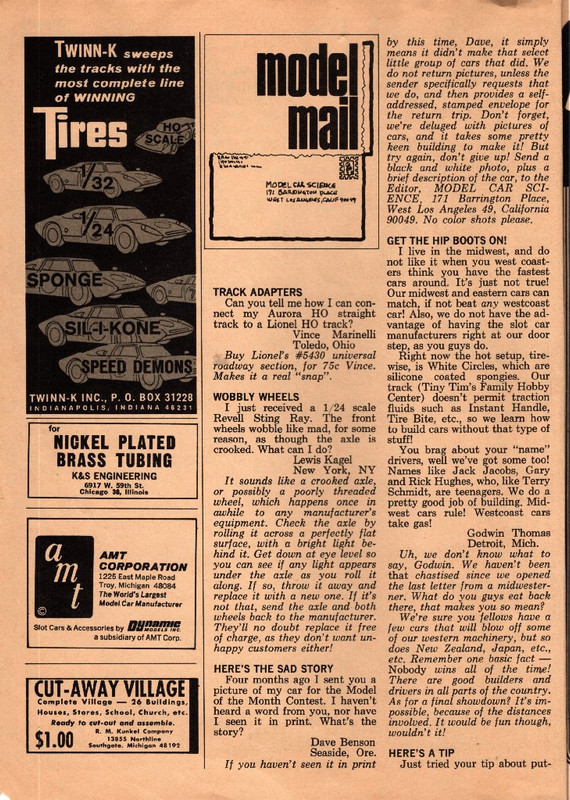 TWINN-K sweeps
the tracks with the
most complete line
of WINNING
Tires
HO
SCALE
1/32
1/24
SPONGE
SIL-I-KONE
SPEED DEMONS
TWINN-K INC., P. O. BOX 31228
INDIANAPOLIS, INDIANA 46231
for
NICKEL PLATED
BRASS TUBING
K&S ENGINEERING
6917 W. 59th St.
Chicago 38, Illinois
amt
©
AMT
CORPORATION
1225 East Maple Road
Troy, Michigan 48084
The World's Largest
Model Car Manufacturer
Slot Cars & Accessories by DYNAMIC
MODELS INC.
a subsidiary of AMT Corp.
CUT-AWAY VILLAGE
Complete Village — 26 Buildings,
Houses, Stores, School, Church, etc.
Ready to cut-out and assemble.
$1.00
R. M. Kunkel Company
13855 Northline
Southgate, Michigan 48192
model
mail
MODEL CAR SCIENCE
171 BARRINGTON PLACE
WEST LOS ANGELES, CALIF 90049
TRACK ADAPTERS
Can you tell me how I can con-
nect my Aurora HO straight
track to a Lionel HO track?
Vince Marinelli
Toledo, Ohio
Buy Lionel's #5430 universal
roadway section, for 75c Vince.
Makes it a real "snap".
WOBBLY WHEELS
I just received a 1/24 scale
Revell Sting Ray. The front
wheels wobble like mad, for some
reason, as though the axle is
crooked. What can I do?
Lewis Kagel
New York, NY
It sounds like a crooked axle,
or possibly a poorly threaded
wheel, which happens once in
awhile to any manufacturer's
equipment. Check the axle by
rolling it across a perfectly flat
surface, with a bright light be-
hind it. Get down at eye level so
you can see if any light appears
under the axle as you roll it
along. If so, throw it away and
replace it with a new one. If it's
not that, send the axle and both
wheels back to the manufacturer.
They'll no doubt replace it free
of charge, as they don't want un-
happy customers either!
HERE'S THE SAD STORY
Four months ago I sent you a
picture of my car for the Model
of the Month Contest. I haven't
heard a word from you, nor have
I seen it in print. What's the
story?
Dave Benson
Seaside, Ore.
If you haven't seen it in print
by this time, Dave, it simply
means it didn't make that select
little group of cars that did. We
do not return pictures, unless the
sender specifically requests that
we do, and then provides a self-
addressed, stamped envelope for
the return trip. Don't forget,
we're deluged with pictures of
cars, and it takes some pretty
keen building to make it! But
try again, don't give up! Send a
black and white photo, plus a
brief description of the car, to the
Editor, MODEL CAR SCI-
ENCE, 171 Barrington Place,
West Los Angeles 49, California
90049. No color shots please.
GET THE HIP BOOTS ON!
I live in the midwest, and do
not like it when you west coast-
ers think you have the fastest
cars around. It's just not true!
Our midwest and eastern cars can
match, if not beat any westcoast
car! Also, we do not have the ad-
vantage of having the slot car
manufacturers right at our door
step, as you guys do.
Right now the hot setup, tire-
wise, is White Circles, which are
silicone coated spongies. Our
track (Tiny Tim's Family Hobby
Center) doesn't permit traction
fluids such as Instant Handle,
Tire Bite, etc., so we learn how
to build cars without that type of
stuff!
You brag about your "name"
drivers, well we've got some too!
Names like Jack Jacobs, Gary
and Rick Hughes, who, like Terry
Schmidt, are teenagers. We do a
pretty good job of building. Mid-
west cars rule! Westcoast cars
take gas!
Godwin Thomas
Detroit, Mich.
Uh, we don't know what to
say, Godwin. We haven't been
that chastised since we opened
the last letter from a midwester-
ner. What do you guys eat back
there, that makes you so mean?
We're sure you fellows have a
few cars that will blow off some
of our western machinery, but so
does New Zealand, Japan, etc.,
etc. Remember one basic fact —
Nobody wins all of the time!
There are good builders and
drivers in all parts of the country.
As for a final showdown? It's im-
possible, because of the distances
involved. It would be fun though,
wouldn't it!
HERE'S A TIP
Just tried your tip about put-